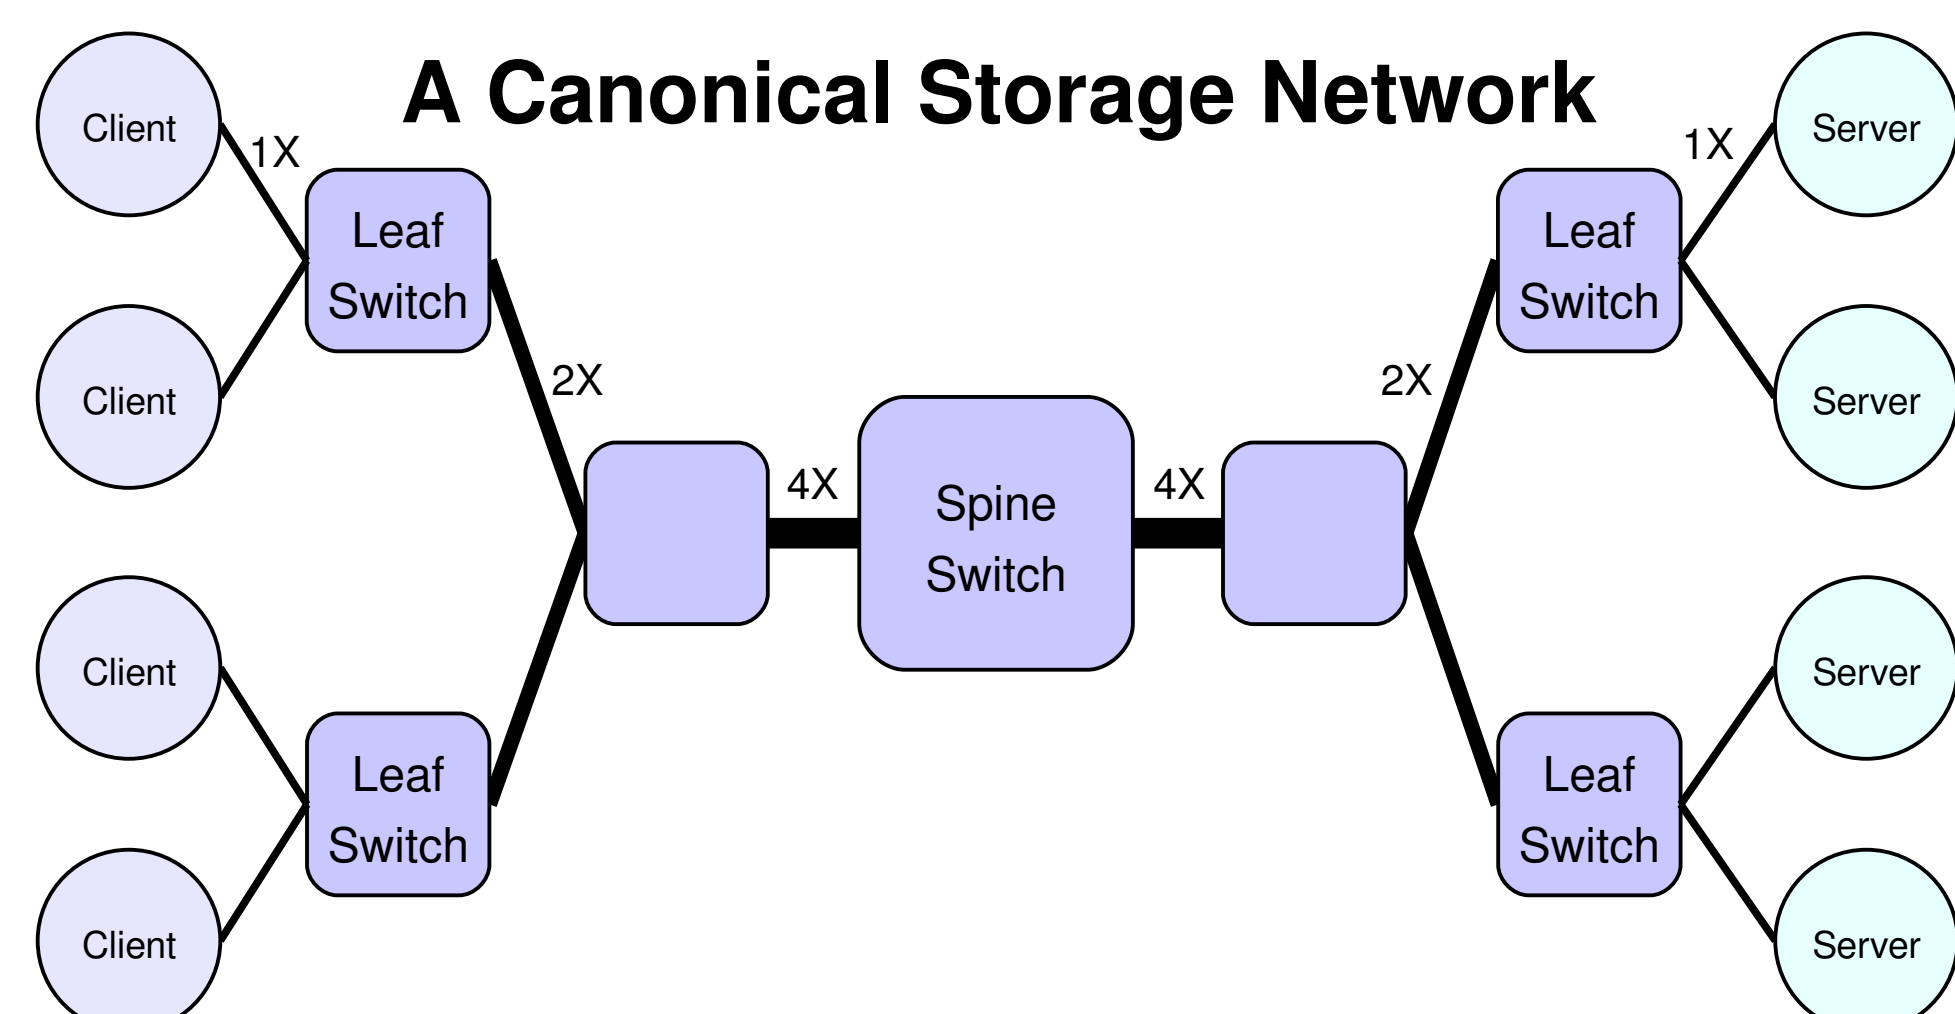 A Canonical Storage Network
Client
1X
Leaf
Switch
Client
2X
4X
Spine
Switch
4X
2X
Leaf
Switch
1X
Server
Server
Client
Leaf
Switch
Client
Leaf
Switch
Server
Server